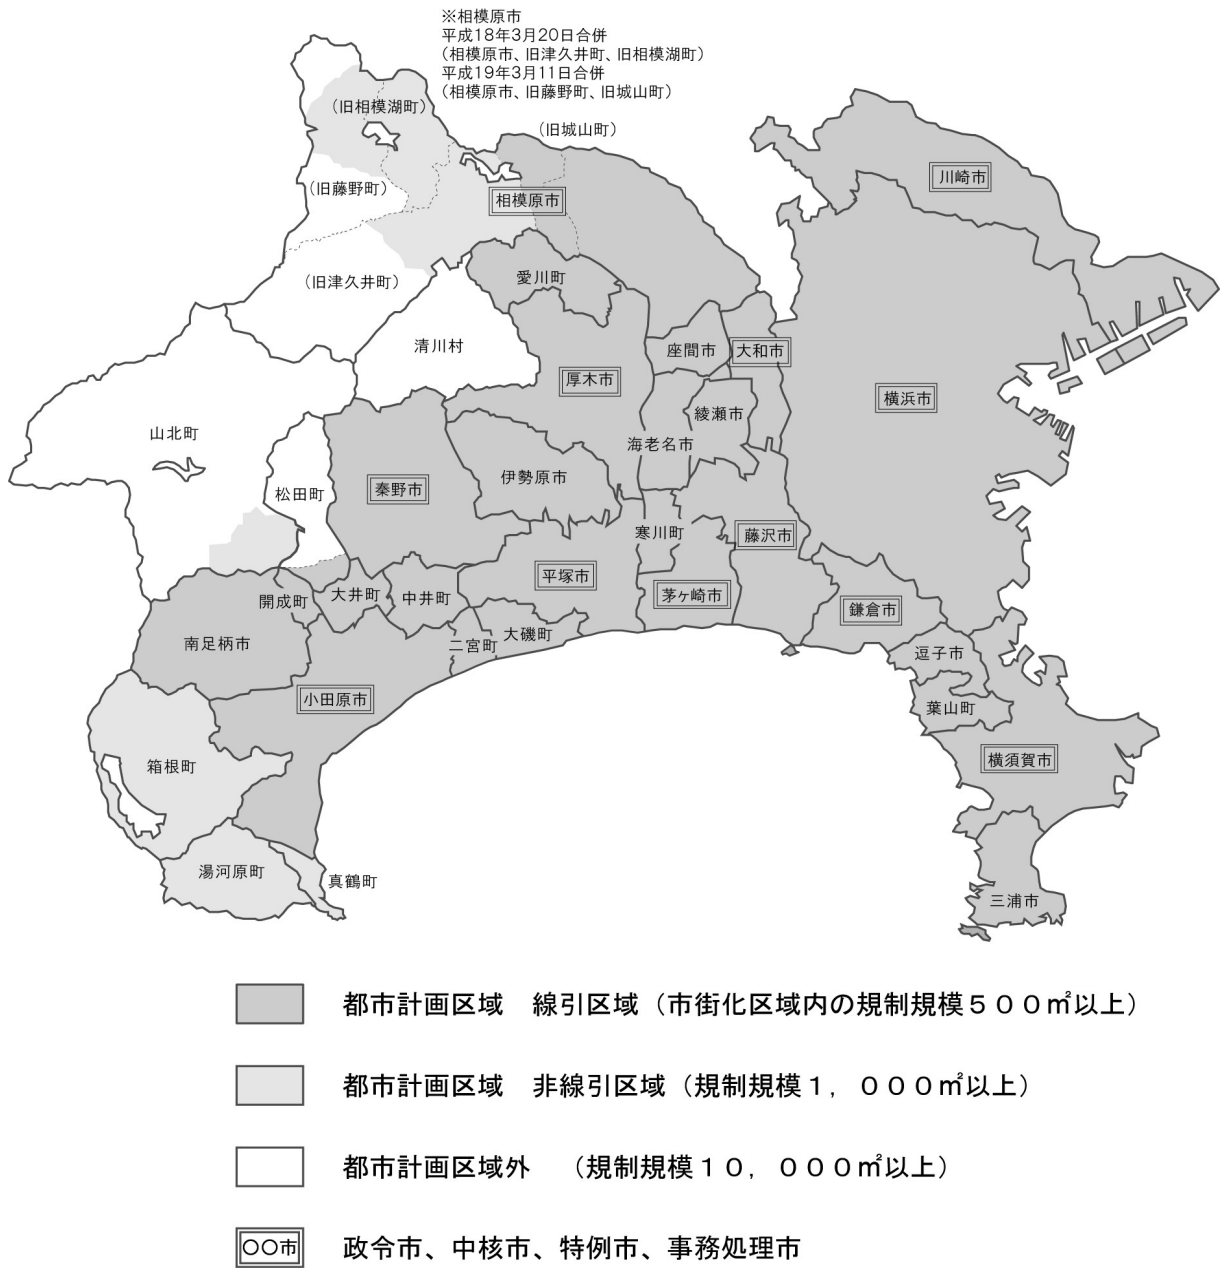 ※相模原市
平成18年3月20日合併
（相模原市、旧津久井町、旧相模湖町）
平成19年3月11日合併
（相模原市、旧藤野町、旧城山町）
（旧相模湖町）
（旧城山町）
川崎市
（旧藤野町）
相模原市
（旧津久井町）
愛川町
清川村
座間市
大和市
厚木市
横浜市
綾瀬市
山北町
海老名市
伊勢原市
秦野市
松田町
寒川町
藤沢市
平塚市
大井町
中井町
茅ヶ崎市
開成町
鎌倉市
大磯町
南足柄市
二宮町
逗子市
小田原市
葉山町
横須賀市
箱根町
湯河原町
真鶴町
三浦市
都市計画区域　線引区域（市街化区域内の規制規模５００㎡以上）
都市計画区域　非線引区域（規制規模１，０００㎡以上）
都市計画区域外　（規制規模１０，０００㎡以上）
○○市　政令市、中核市、特例市、事務処理市